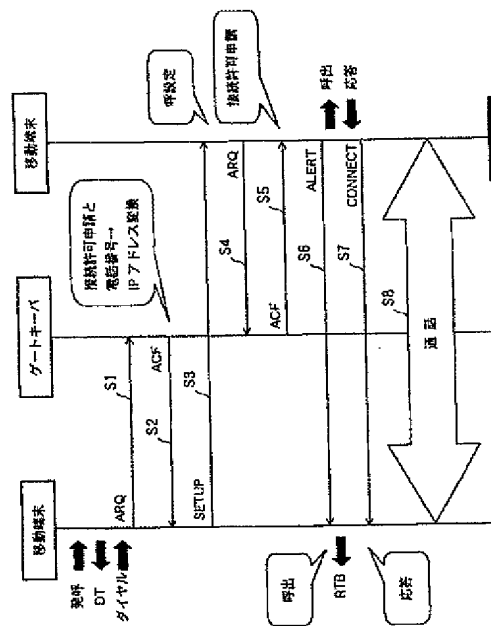 移動端末
ゲートキーパ
移動端末
発呼
DT
ダイヤル
接続許可申請と
電話番号→
IPアドレス変換
ARQ
S1
S2
ACF
呼設定
SETUP
S3
S4
ARQ
接続許可申請
ACF
S5
呼出
S6
ALERT
呼出
RTB
応答
S7
CONNECT
応答
S8
通話